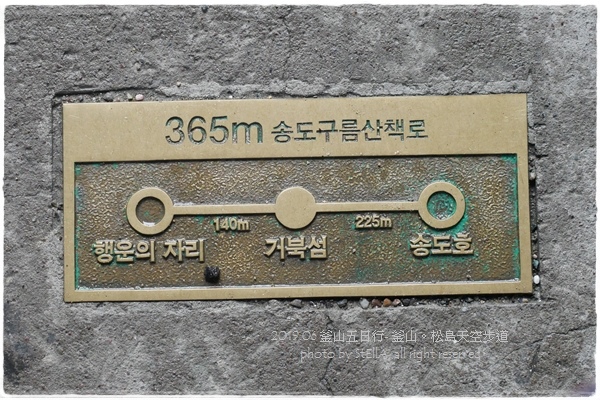 365m 송도구름산책로
140m 225m
행운의 자리 거북섬 송도호
2019.06 釜山五日行-釜山。松島天空步道
photo by stElla all right reserved